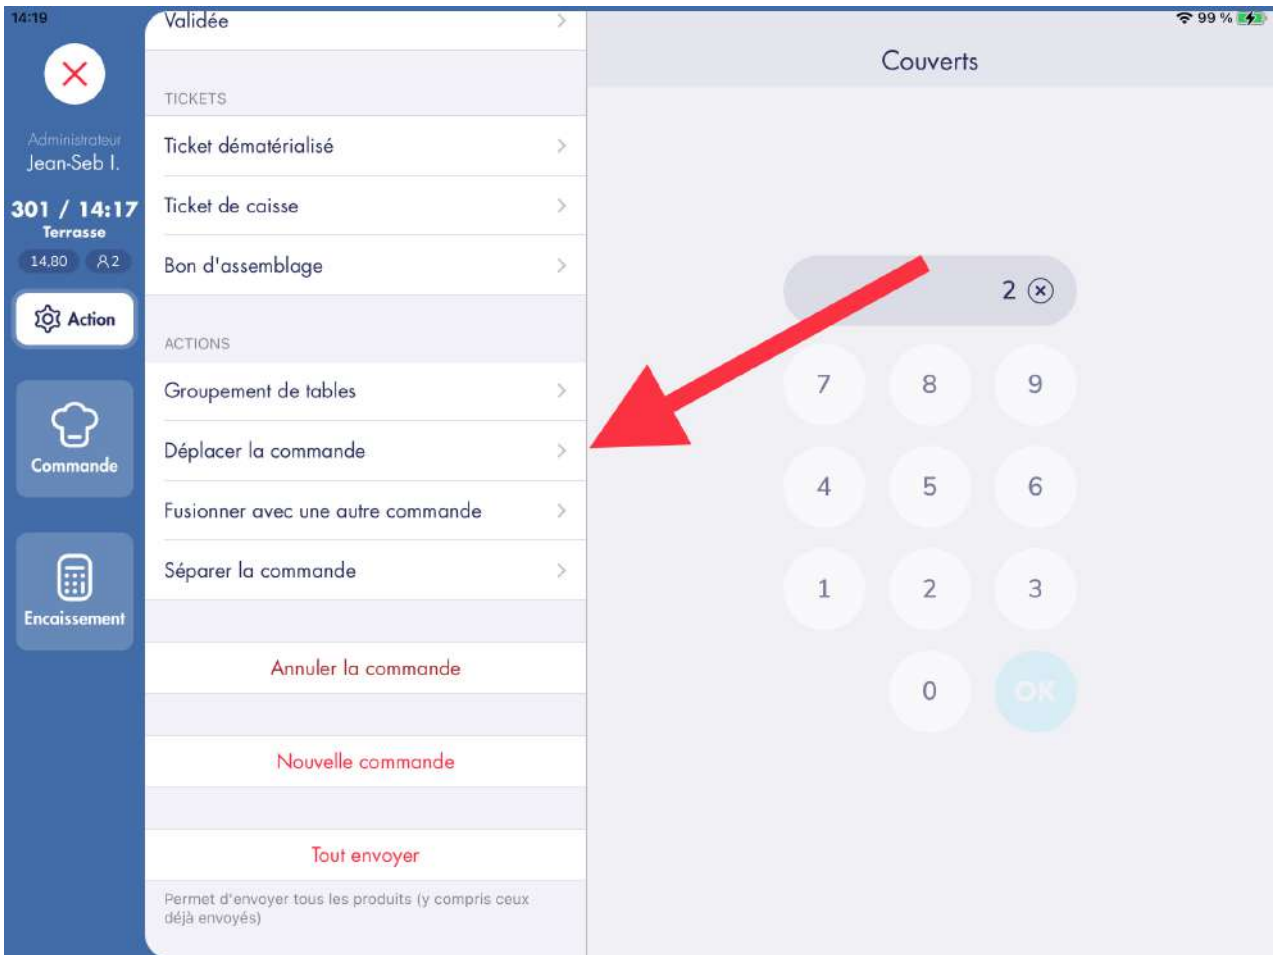 14:19
99 %
Administrateur
Jean-Seb I.
301 / 14:17
Terrasse
14,80
2
Action
Commande
Encaissement
Validée
TICKETS
Ticket dématérialisé
Ticket de caisse
Bon d'assemblage
ACTIONS
Groupement de tables
Déplacer la commande
Fusionner avec une autre commande
Séparer la commande
Annuler la commande
Nouvelle commande
Tout envoyer
Permet d'envoyer tous les produits (y compris ceux
déjà envoyés)
Couverts
2
7 8 9
4 5 6
1 2 3
0 OK